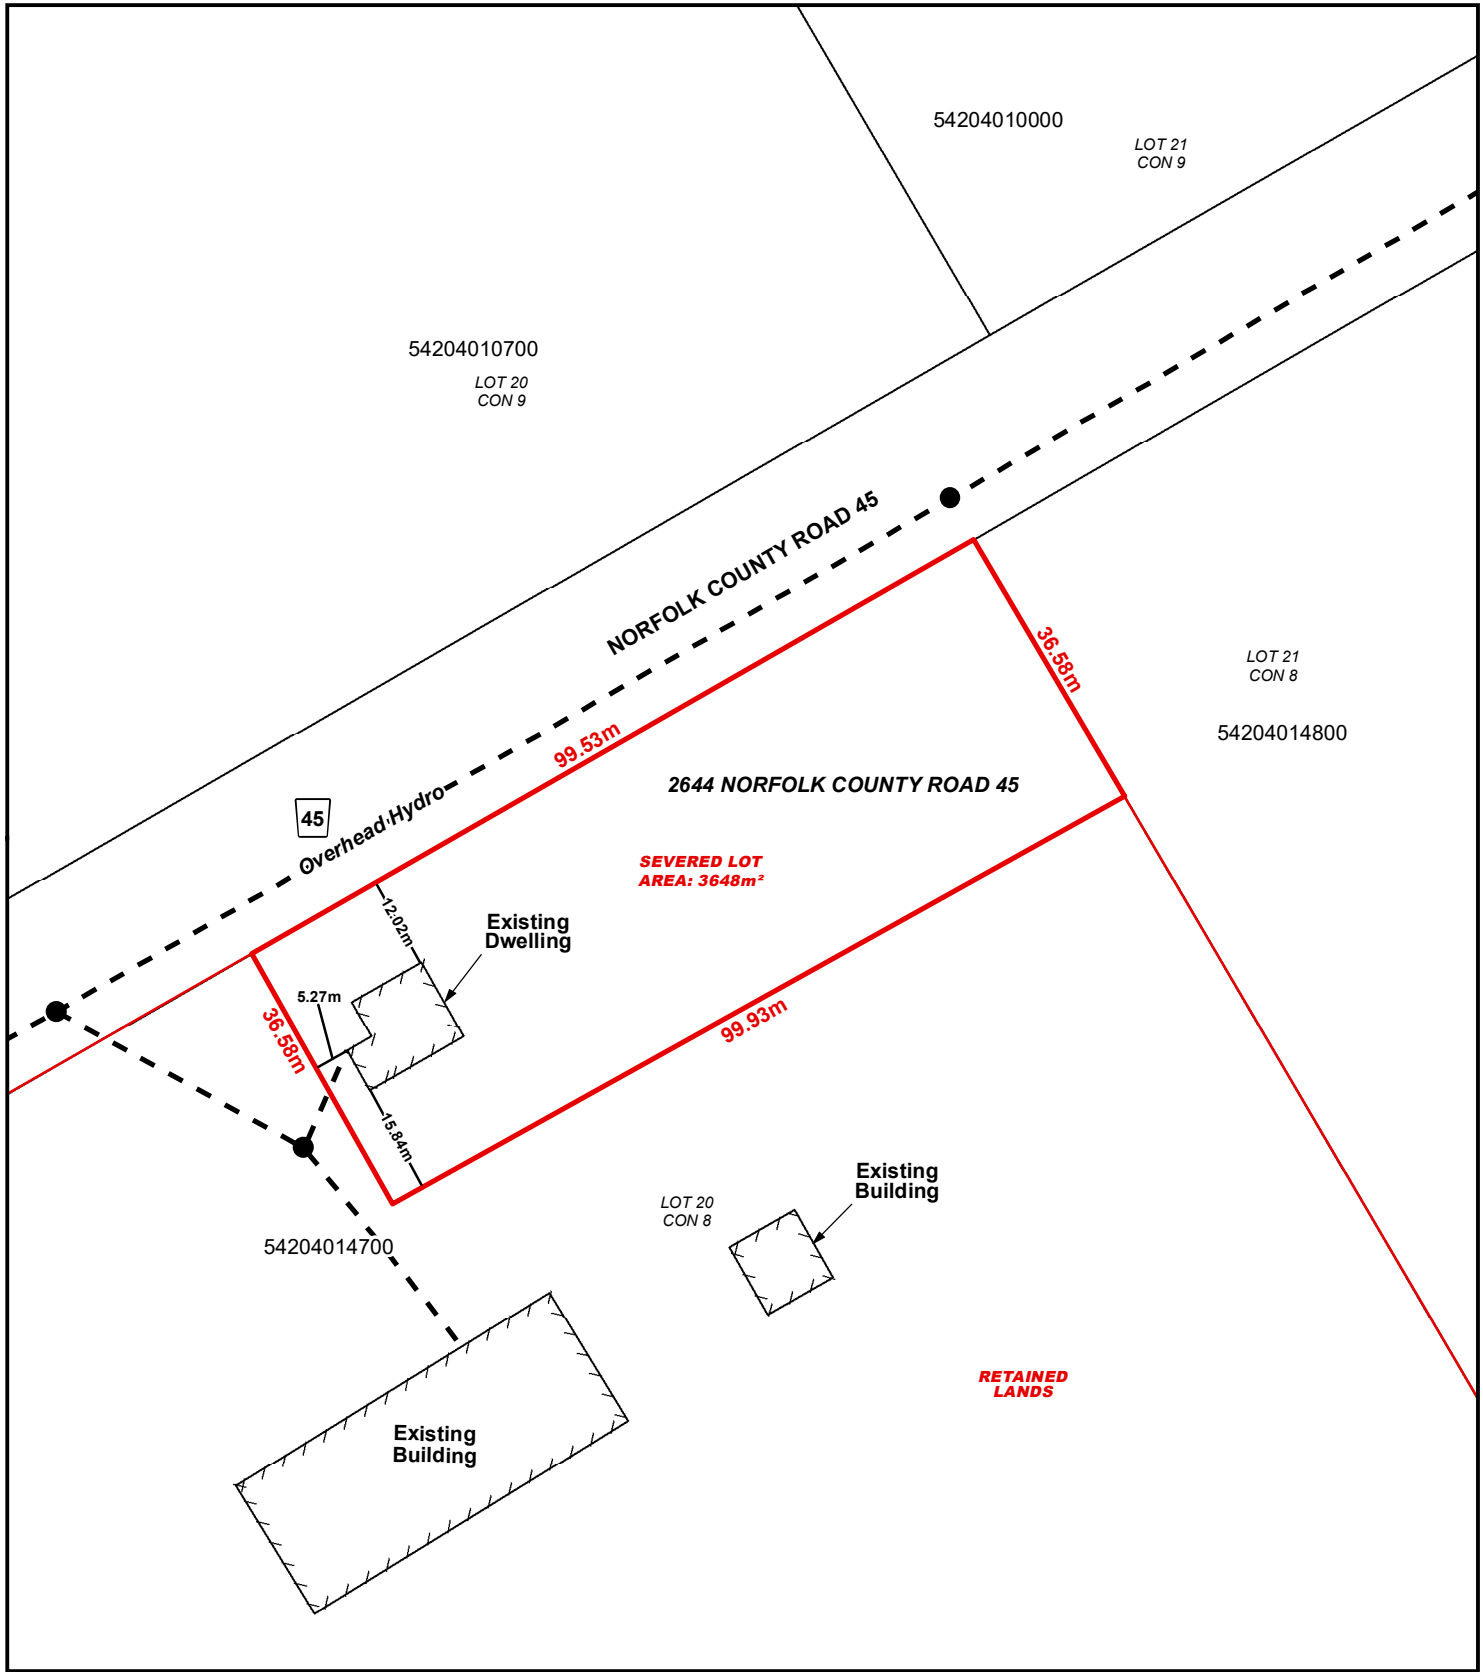 54204010000
LOT 21
CON 9
54204010700
LOT 20
CON 9
NORFOLK COUNTY ROAD 45
36.58m
LOT 21
CON 8
54204014800
99.53m
2644 NORFOLK COUNTY ROAD 45
45
Overhead Hydro
SEVERED LOT
AREA: 3648m²
12.02m
Existing
Dwelling
5.27m
36.58m
99.93m
15.84m
Existing
Building
LOT 20
CON 8
54204014700
RETAINED
LANDS
Existing
Building